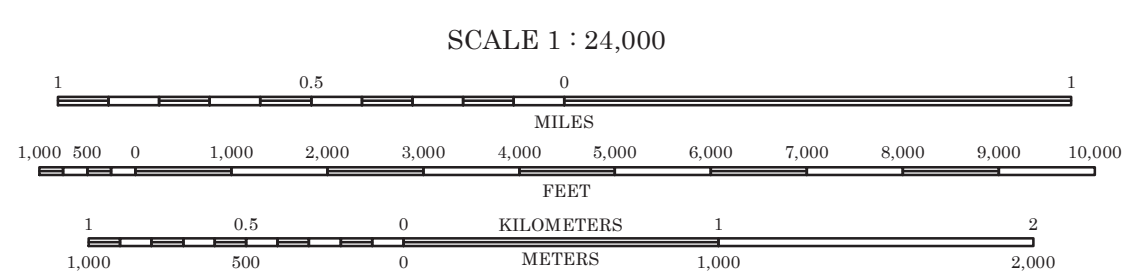 SCALE 1 : 24,000
1 0.5 0 1
MILES
1,000 500 0 1,000 2,000 3,000 4,000 5,000 6,000 7,000 8,000 9,000 10,000
FEET
1 0.5 0 KILOMETERS 1 2
1,000 500 0 METERS 1,000 2,000